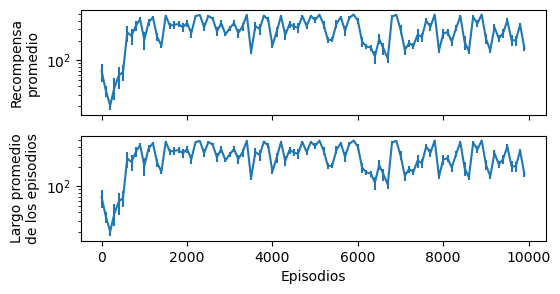 Recompensa
promedio
10²
Largo promedio
de los episodios
10²
0 2000 4000 6000 8000 10000
Episodios